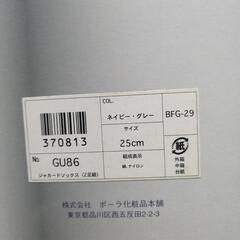 370813
No.
GU86
ジャカードソックス（2足組）
COL.
ネイビー・グレー
サイズ
25cm
組成表示
綿、ナイロン
BFG-29
紙
外箱
中箱
台紙
株式会社 ポーラ化粧品本舗
東京都品川区西五反田2-2-3